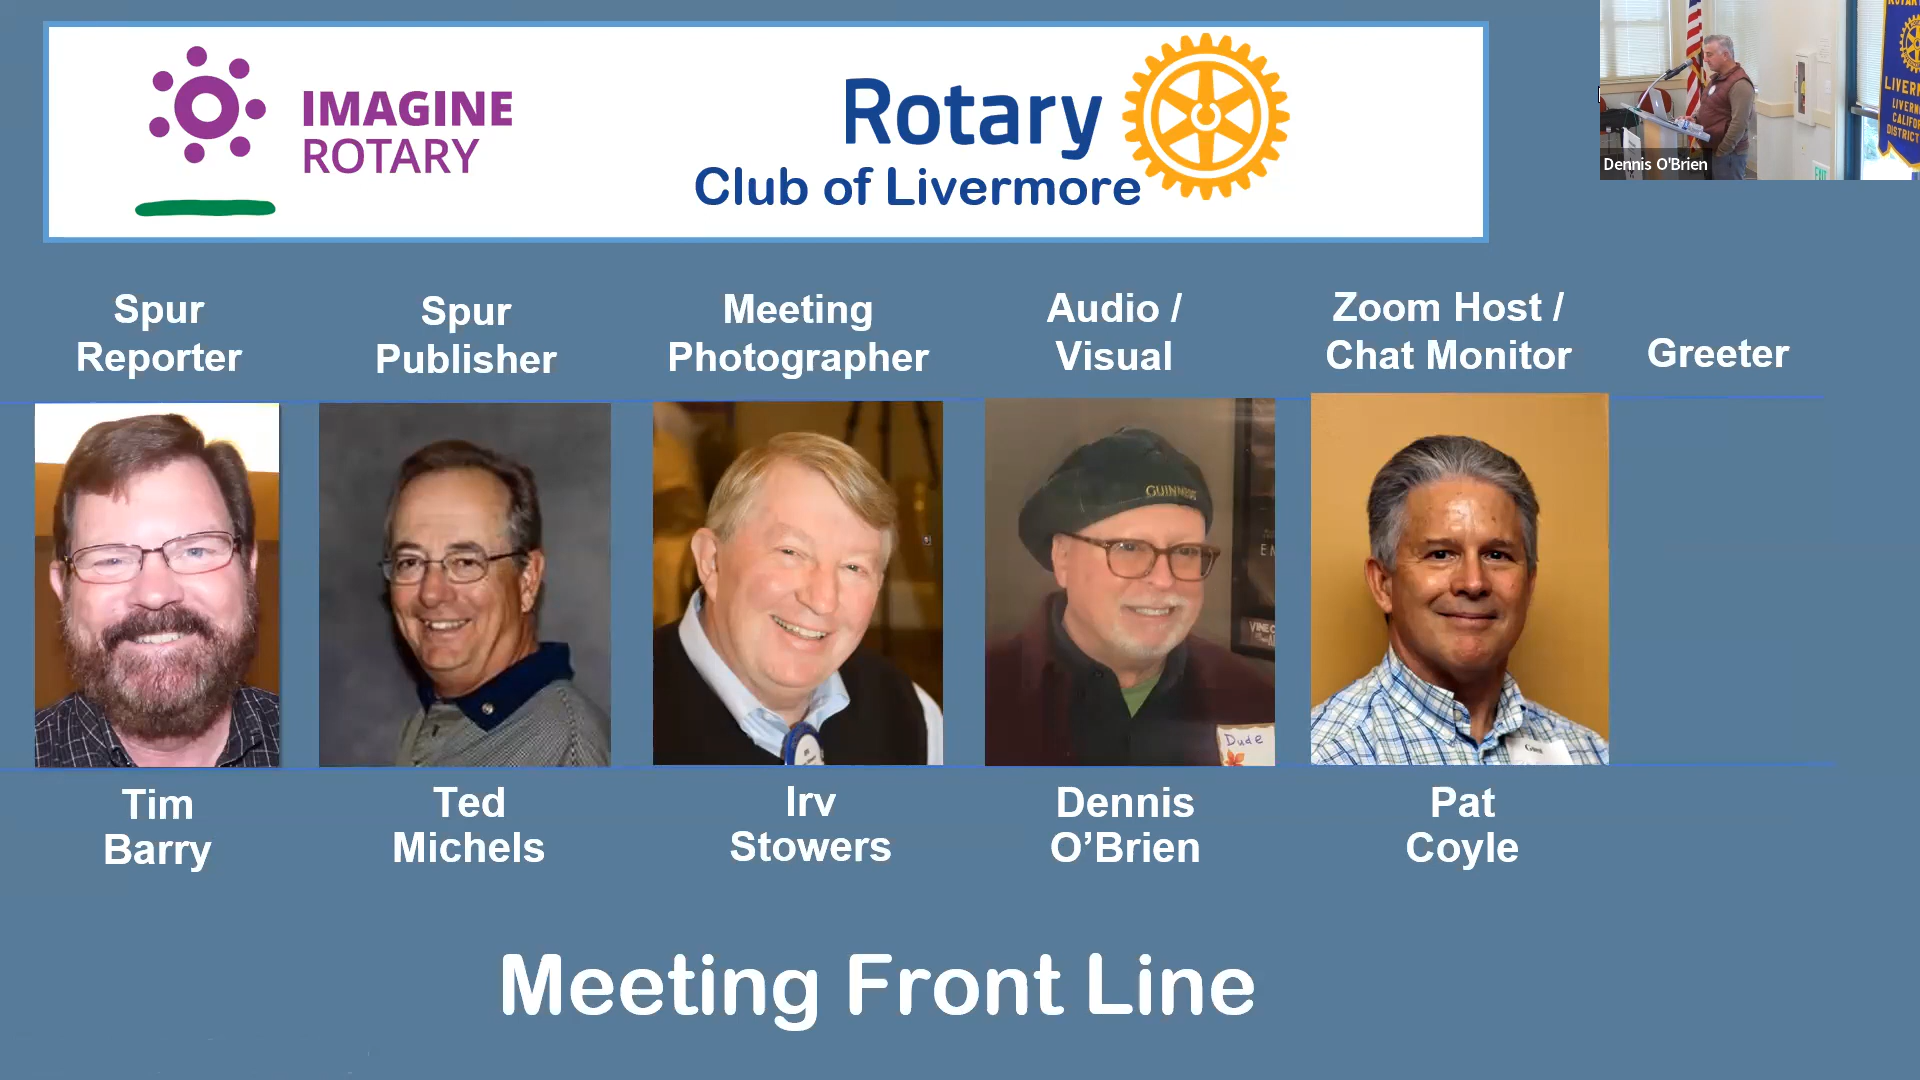 IMAGINE
ROTARY
Rotary
Club of Livermore
Dennis O'Brien
Spur
Reporter
Spur
Publisher
Meeting
Photographer
Audio /
Visual
Zoom Host /
Chat Monitor
Greeter
GUINNESS
Dude
Guest
Tim
Barry
Ted
Michels
Irv
Stowers
Dennis
O’Brien
Pat
Coyle
Meeting Front Line